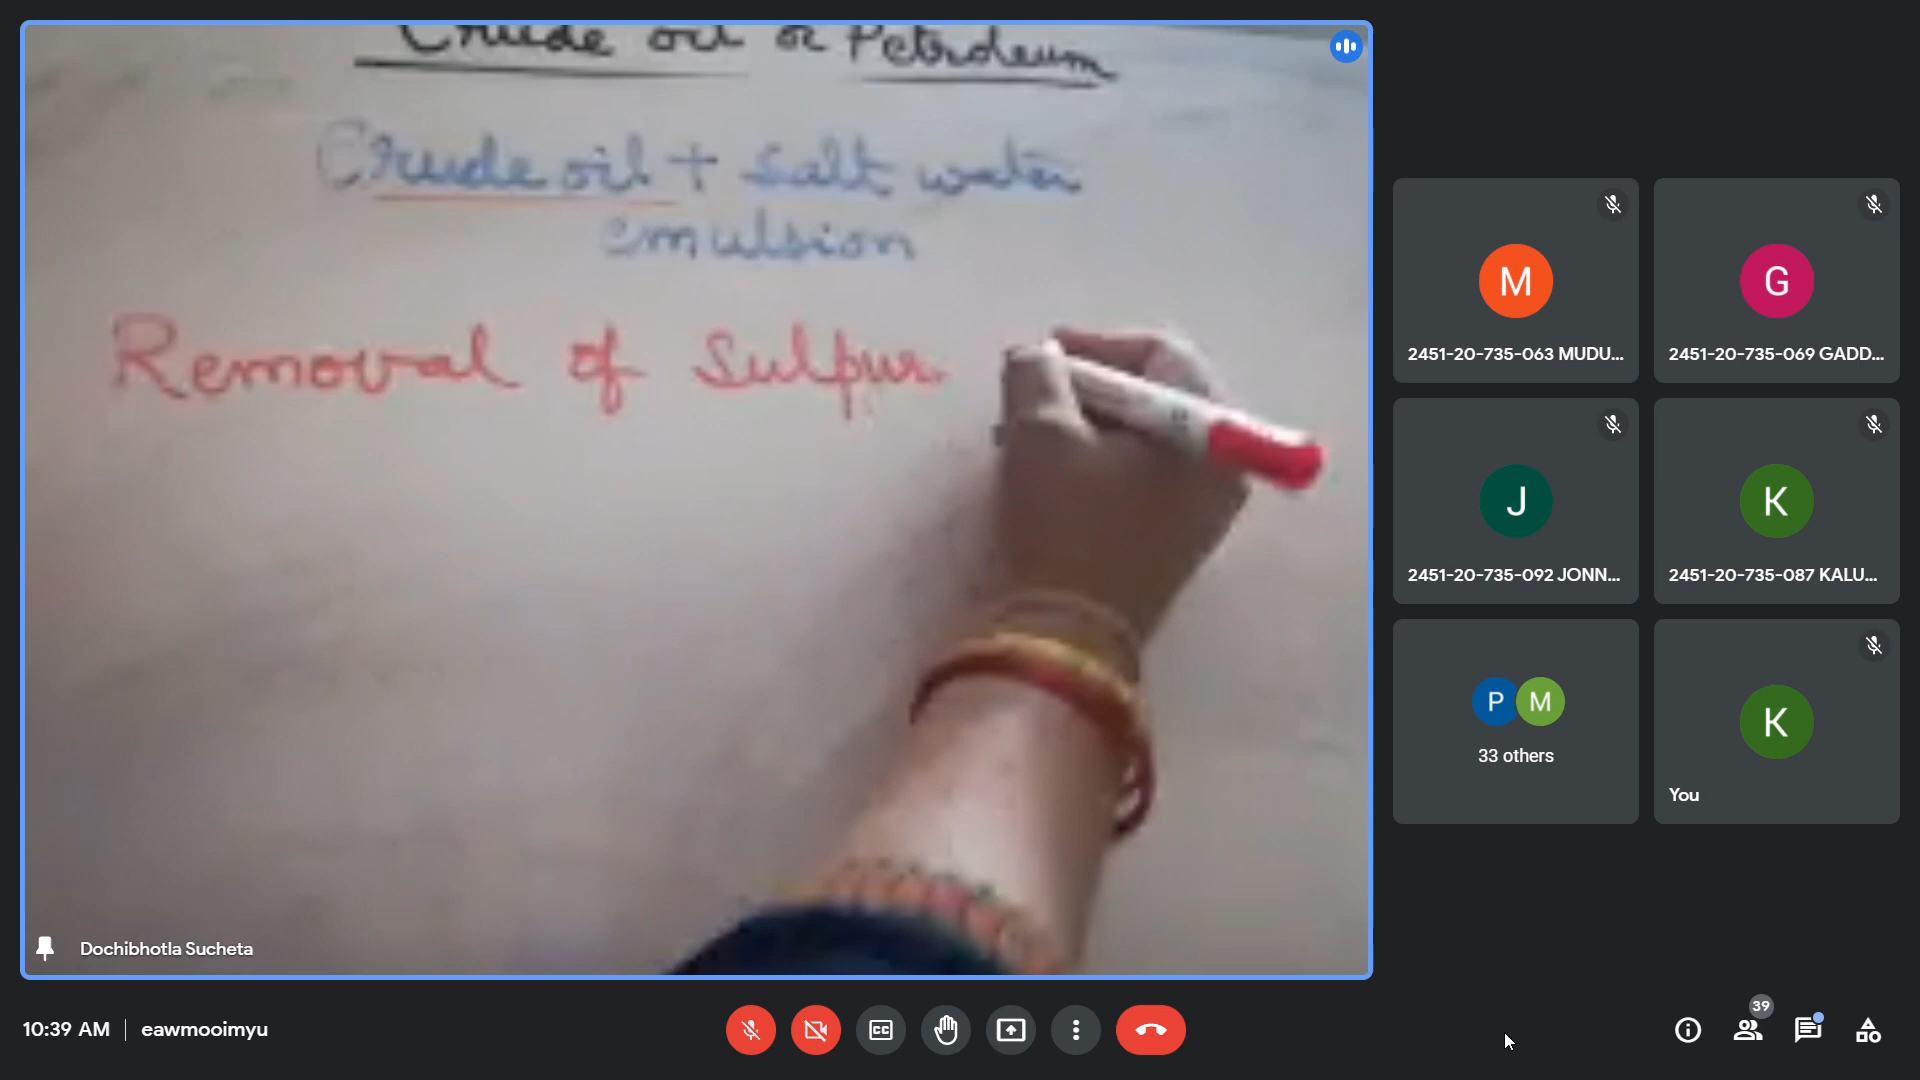 Crude oil or Petroleum
Crude oil + Salt water
emulsion
Removal of Sulpur
Dochibhotla Sucheta
M
2451-20-735-063 MUDU...
G
2451-20-735-069 GADD...
J
2451-20-735-092 JONN...
K
2451-20-735-087 KALU...
P M
33 others
K
You
10:39 AM | eawmooimyu
CC
39